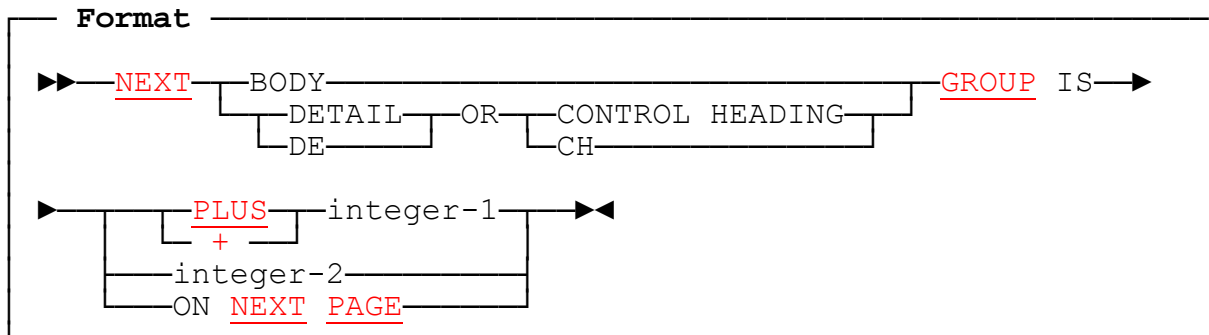 Format
NEXT BODY GROUP IS
DETAIL OR CONTROL HEADING
DE CH
PLUS integer-1
+
integer-2
ON NEXT PAGE